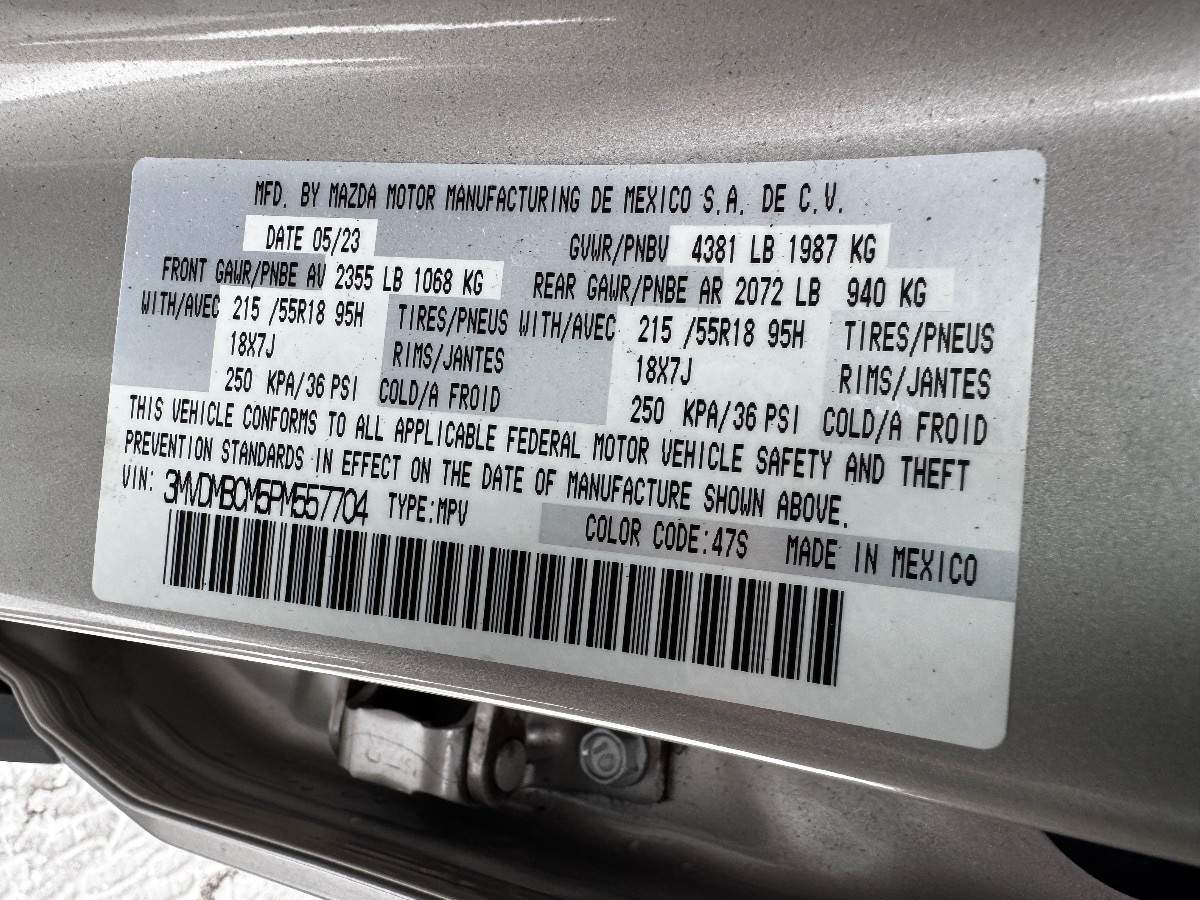 MFD. BY MAZDA MOTOR MANUFACTURING DE MEXICO S.A. DE C.V.
DATE 05/23 GVWR/PNBV 4381 LB 1987 KG
FRONT GAWR/PNBE AV 2355 LB 1068 KG REAR GAWR/PNBE AR 2072 LB 940 KG
WITH/AVEC 215 /55R18 95H TIRES/PNEUS WITH/AVEC 215 /55R18 95H TIRES/PNEUS
18X7J RIMS/JANTES 18X7J RIMS/JANTES
250 KPA/36 PSI COLD/A FROID 250 KPA/36 PSI COLD/A FROID
THIS VEHICLE CONFORMS TO ALL APPLICABLE FEDERAL MOTOR VEHICLE SAFETY AND THEFT
PREVENTION STANDARDS IN EFFECT ON THE DATE OF MANUFACTURE SHOWN ABOVE.
VIN: 3MVDMBCM5PM557704 TYPE:MPV
COLOR CODE:47S MADE IN MEXICO
10